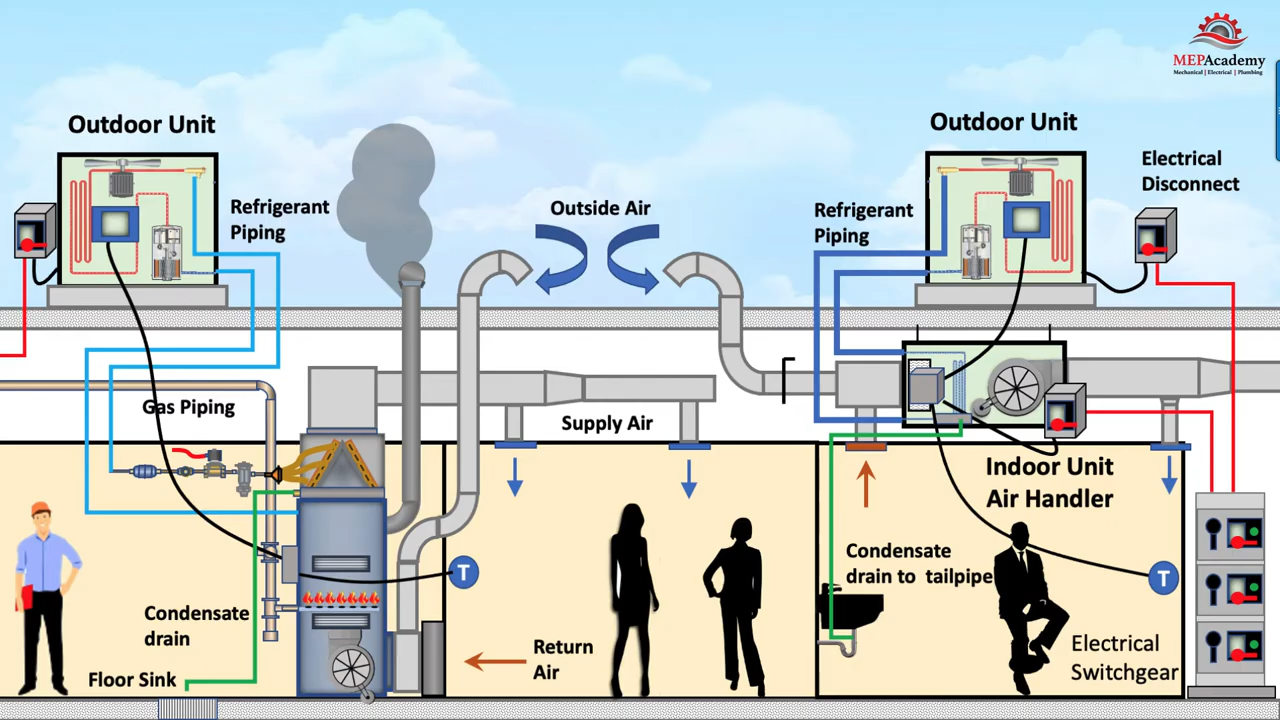 MEPAcademy
Mechanical | Electrical | Plumbing
Outdoor Unit
Outdoor Unit
Electrical
Disconnect
Refrigerant
Piping
Outside Air
Refrigerant
Piping
Gas Piping
Supply Air
Indoor Unit
Air Handler
T
T
Condensate
drain to tailpipe
Condensate
drain
Return
Air
Electrical
Switchgear
Floor Sink